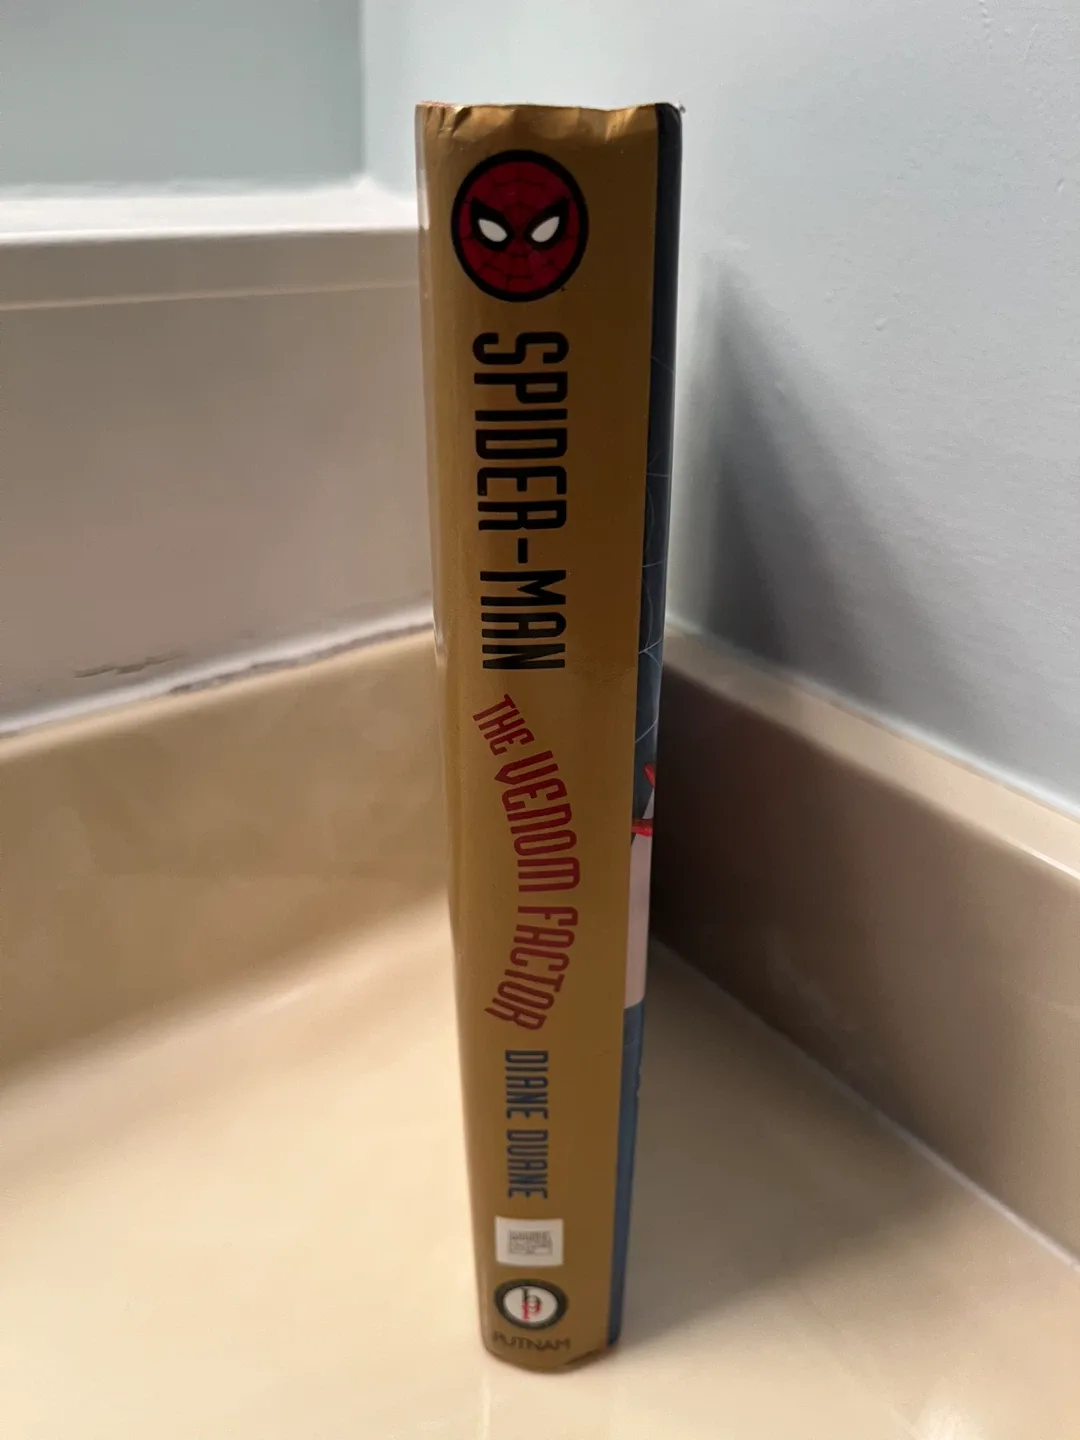 SPIDER-MAN
THE VENOM FACTOR
DIANE DUANE
PUTNAM